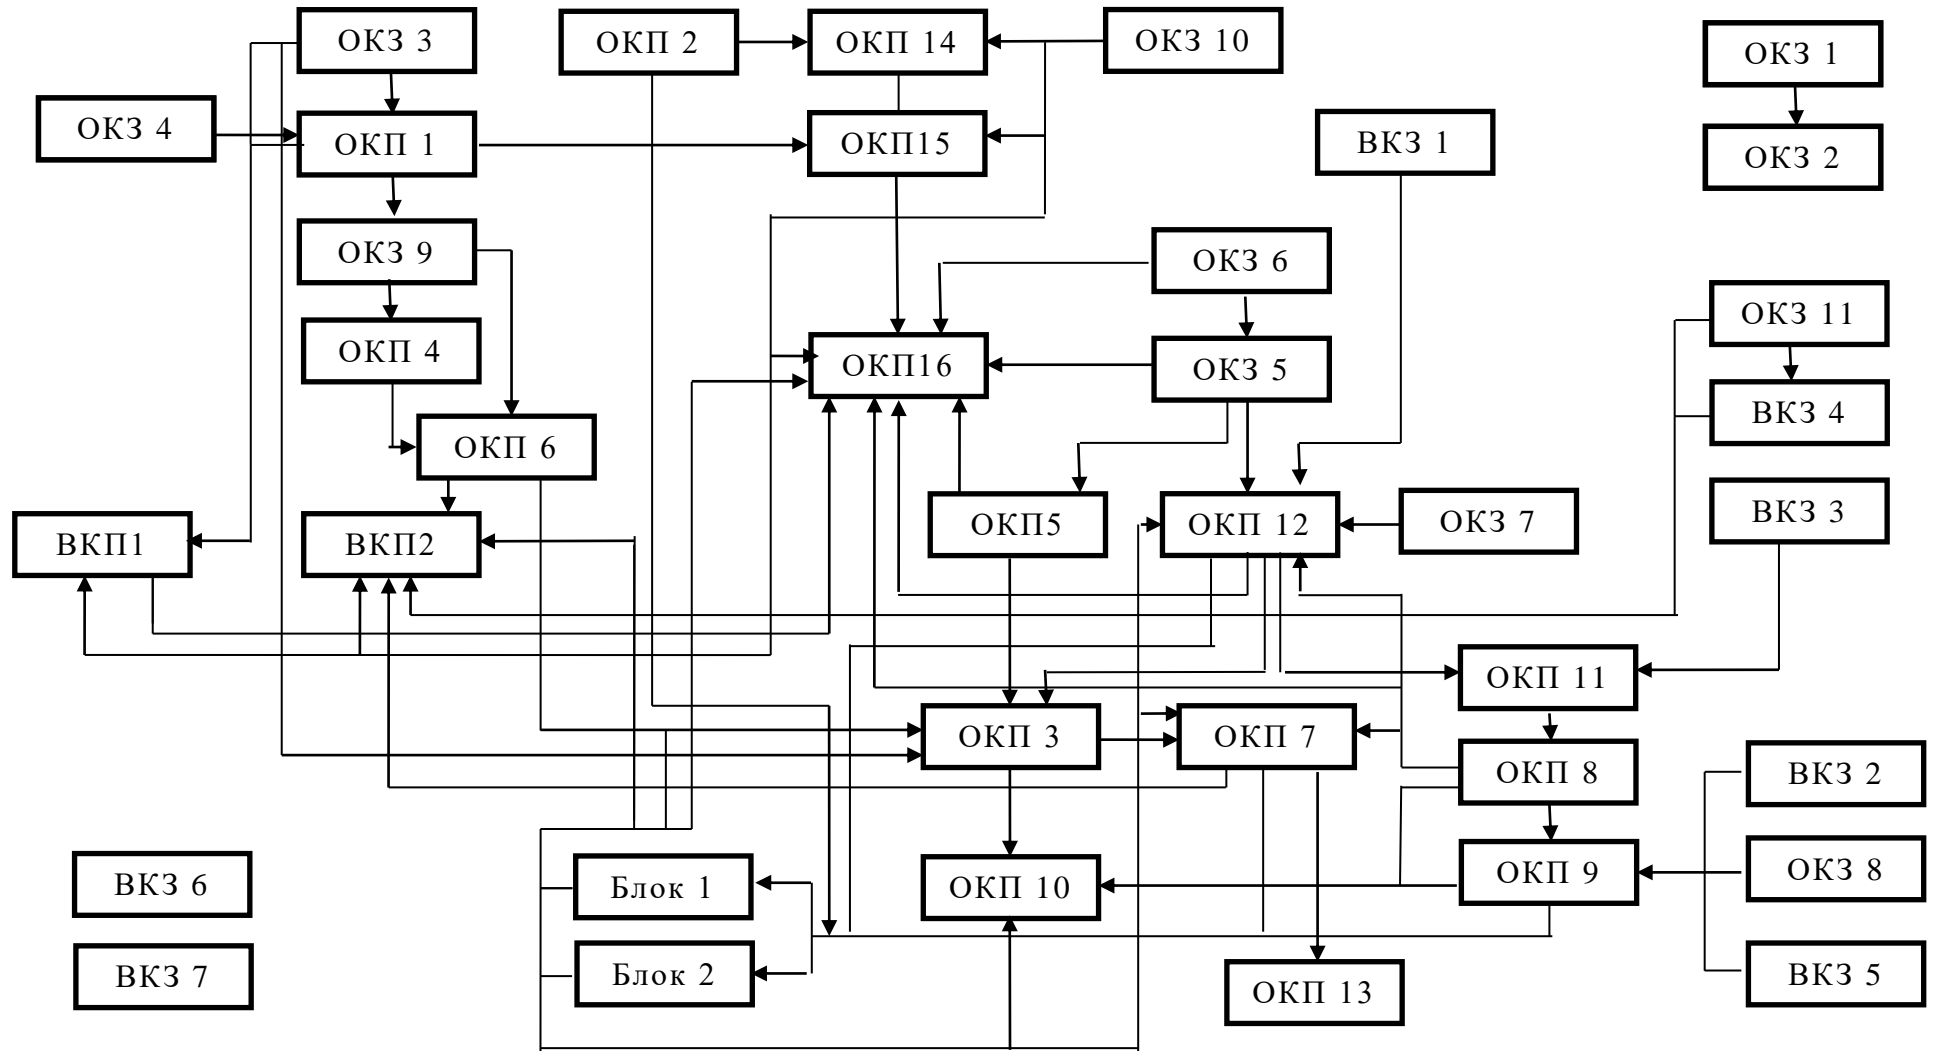 ОКЗ 3
ОКП 2
ОКП 14
ОКЗ 10
ОКЗ 1
ОКЗ 4
ОКП 1
ОКП15
ВКЗ 1
ОКЗ 2
ОКЗ 9
ОКЗ 6
ОКЗ 11
ОКП 4
ОКП16
ОКЗ 5
ВКЗ 4
ОКП 6
ВКП1
ВКП2
ОКП5
ОКП 12
ОКЗ 7
ВКЗ 3
ОКП 11
ОКП 3
ОКП 7
ОКП 8
ВКЗ 2
ВКЗ 6
Блок 1
ОКП 10
ОКП 9
ОКЗ 8
ВКЗ 7
Блок 2
ОКП 13
ВКЗ 5